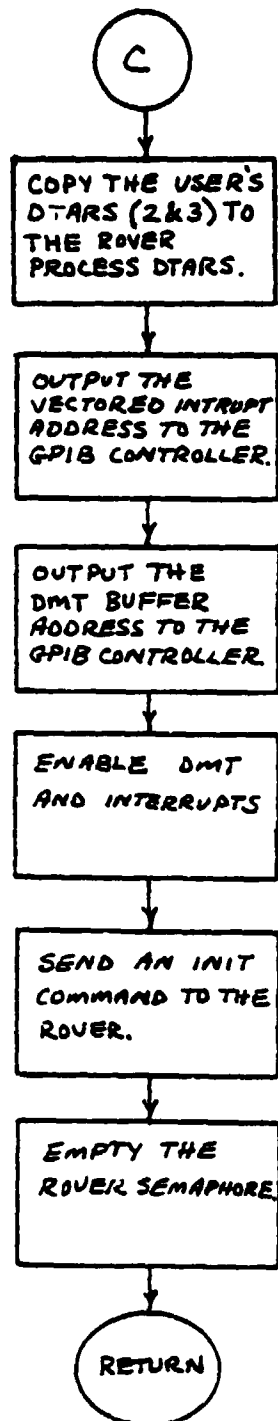 C
COPY THE USER'S
DTARS (2&3) TO
THE ROVER
PROCESS DTARS.
OUTPUT THE
VECTORED INTRUPT
ADDRESS TO THE
GPIB CONTROLLER.
OUTPUT THE
DMT BUFFER
ADDRESS TO THE
GPIB CONTROLLER
ENABLE DMT
AND INTERRUPTS
SEND AN INIT
COMMAND TO THE
ROVER.
EMPTY THE
ROVER SEMAPHORE
RETURN